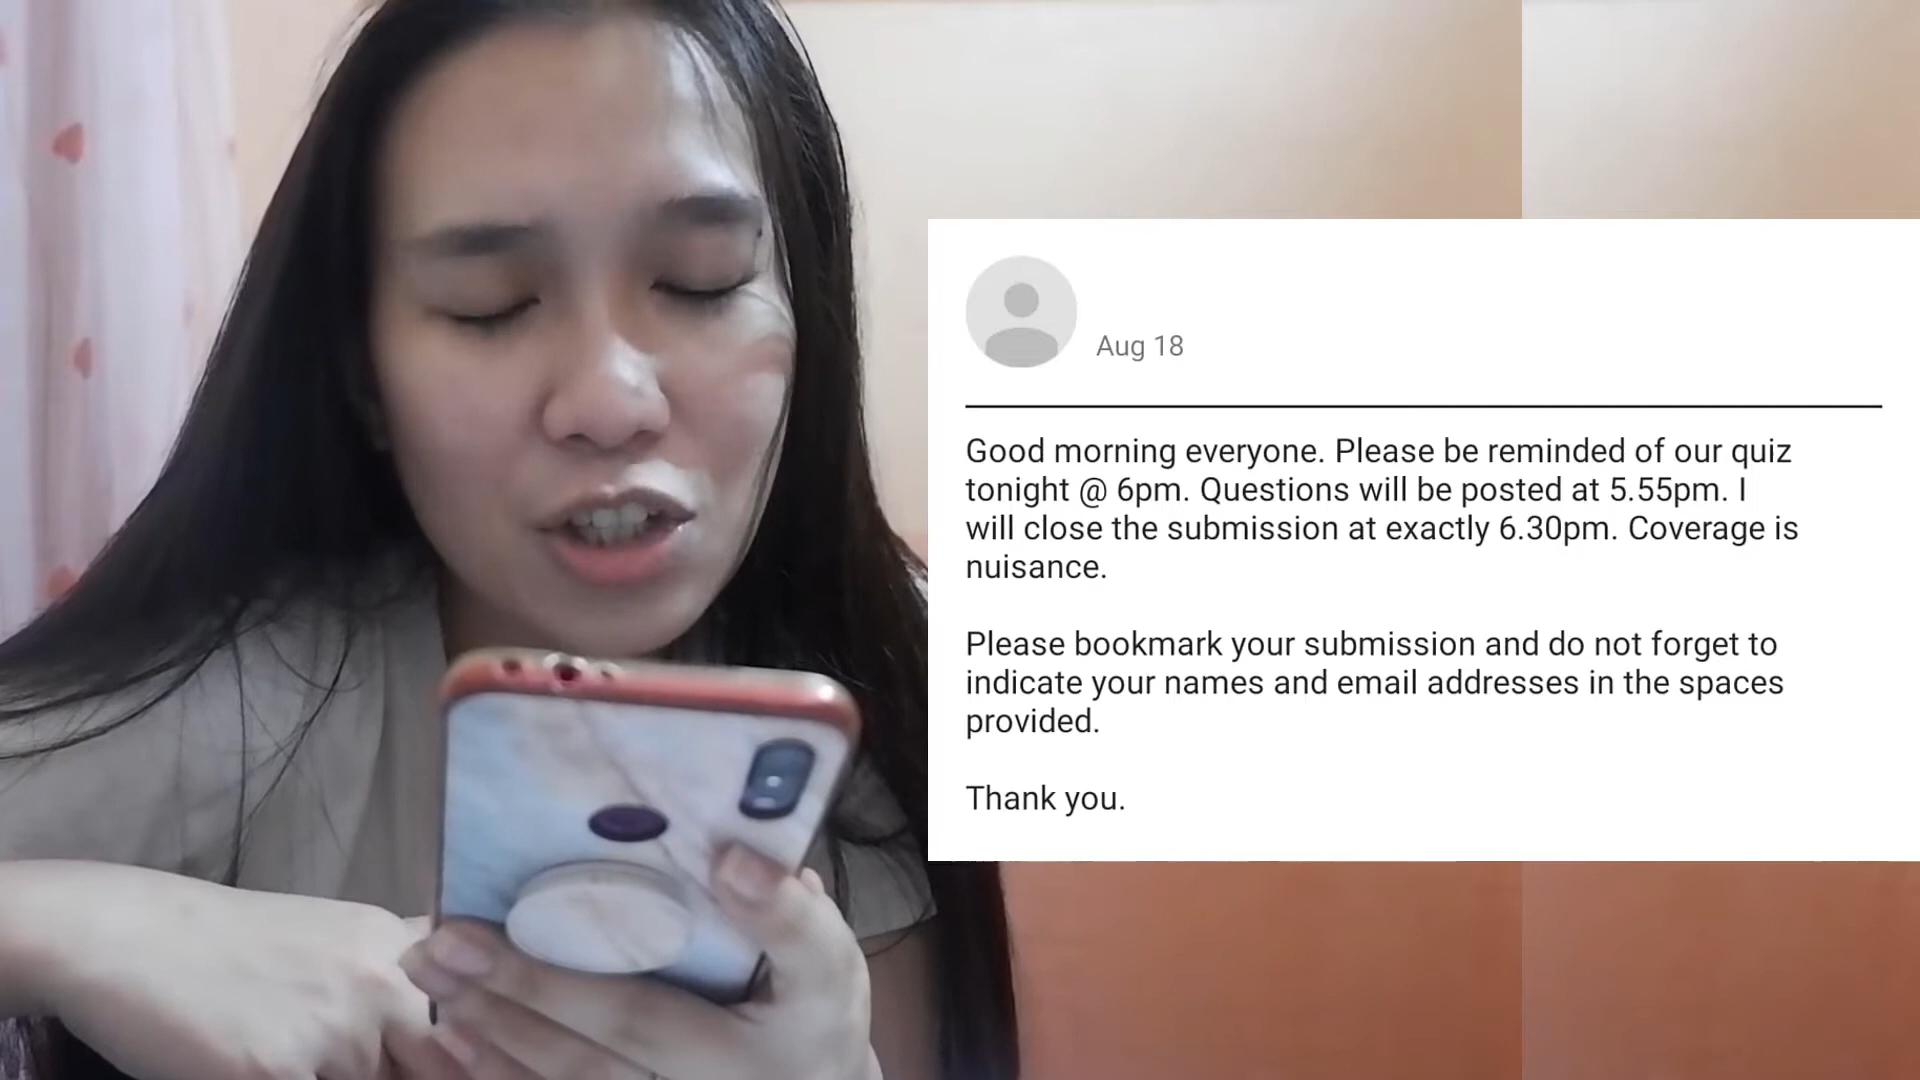 Aug 18
Good morning everyone. Please be reminded of our quiz
tonight @ 6pm. Questions will be posted at 5.55pm. I
will close the submission at exactly 6.30pm. Coverage is
nuisance.
Please bookmark your submission and do not forget to
indicate your names and email addresses in the spaces
provided.
Thank you.